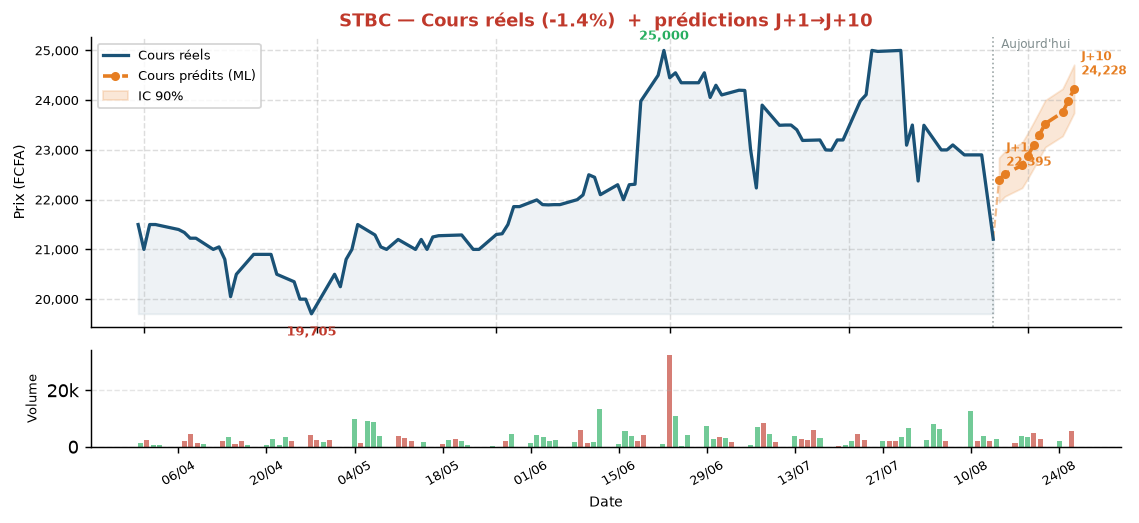 STBC — Cours réels (-1.4%) + prédictions J+1→J+10
25,000
Aujourd'hui
Cours réels
Cours prédits (ML)
IC 90%
J+10
24,228
J+1
22,395
19,705
Prix (FCFA)
25,000
24,000
23,000
22,000
21,000
20,000
Volume
20k
0
06/04
20/04
04/05
18/05
01/06
15/06
29/06
13/07
27/07
10/08
24/08
Date